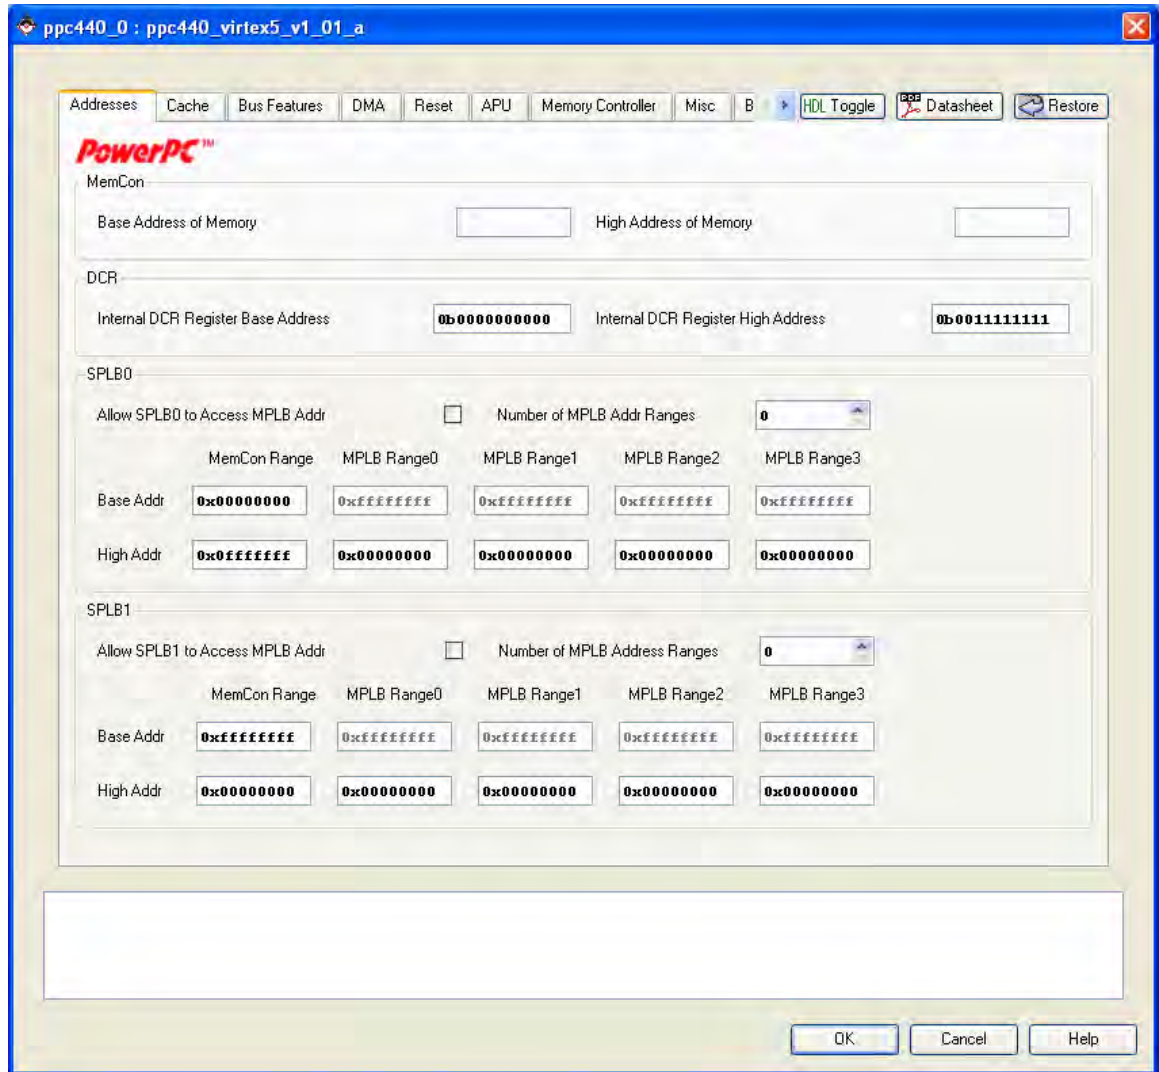 ppc440_0 : ppc440_virtex5_v1_01_a
Addresses Cache Bus Features DMA Reset APU Memory Controller Misc B HDL Toggle PDF Datasheet Restore
PowerPC™
MemCon
Base Address of Memory High Address of Memory
DCR
Internal DCR Register Base Address 0b0000000000 Internal DCR Register High Address 0b0011111111
SPLB0
Allow SPLB0 to Access MPLB Addr Number of MPLB Addr Ranges 0
MemCon Range MPLB Range0 MPLB Range1 MPLB Range2 MPLB Range3
Base Addr 0x00000000 0xffffffff 0xffffffff 0xffffffff 0xffffffff
High Addr 0x0fffffff 0x00000000 0x00000000 0x00000000 0x00000000
SPLB1
Allow SPLB1 to Access MPLB Addr Number of MPLB Address Ranges 0
MemCon Range MPLB Range0 MPLB Range1 MPLB Range2 MPLB Range3
Base Addr 0xffffffff 0xffffffff 0xffffffff 0xffffffff 0xffffffff
High Addr 0x00000000 0x00000000 0x00000000 0x00000000 0x00000000
OK Cancel Help